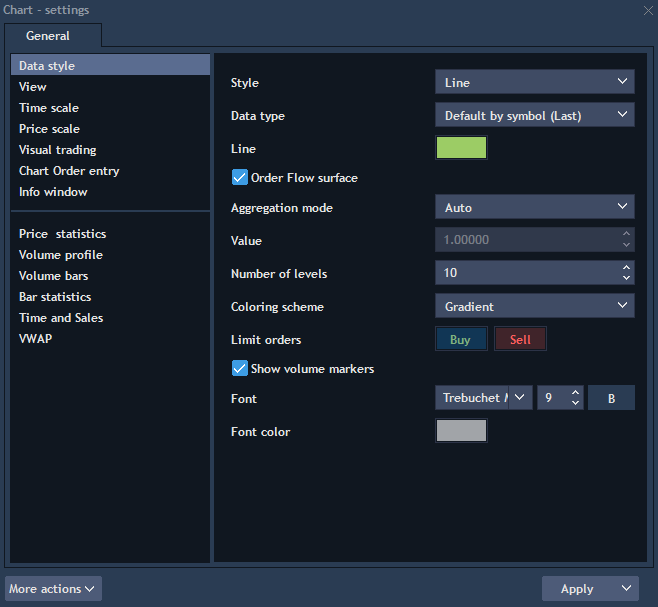 Chart - settings
General
Data style
View
Time scale
Price scale
Visual trading
Chart Order entry
Info window
Price statistics
Volume profile
Volume bars
Bar statistics
Time and Sales
VWAP
Style Line
Data type Default by symbol (Last)
Line
Order Flow surface
Aggregation mode Auto
Value 1.00000
Number of levels 10
Coloring scheme Gradient
Limit orders Buy Sell
Show volume markers
Font Trebuchet 9 B
Font color
More actions Apply